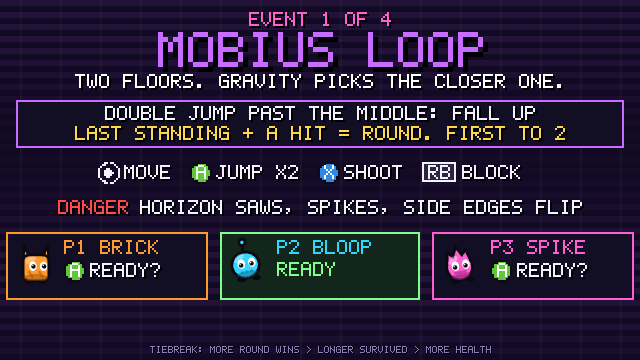 EVENT 1 OF 4
MOBIUS LOOP
TWO FLOORS. GRAVITY PICKS THE CLOSER ONE.
DOUBLE JUMP PAST THE MIDDLE: FALL UP
LAST STANDING + A HIT = ROUND. FIRST TO 2
MOVE A JUMP X2 X SHOOT RB BLOCK
DANGER HORIZON SAWS, SPIKES, SIDE EDGES FLIP
P1 BRICK
A READY?
P2 BLOOP
READY
P3 SPIKE
A READY?
TIEBREAK: MORE ROUND WINS > LONGER SURVIVED > MORE HEALTH